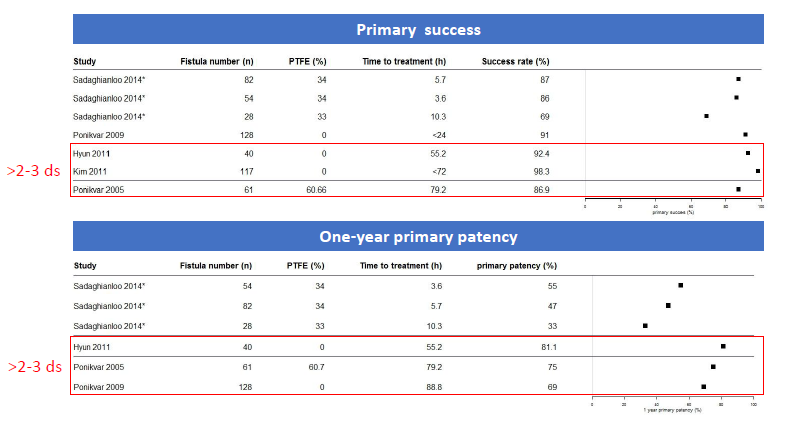 Primary success
Study Fistula number (n) PTFE (%) Time to treatment (h) Success rate (%)
Sadaghianloo 2014* 82 34 5.7 87
Sadaghianloo 2014* 54 34 3.6 86
Sadaghianloo 2014* 28 33 10.3 69
Ponikvar 2009 128 0 <24 91
Hyun 2011 40 0 55.2 92.4
>2-3 ds
Kim 2011 117 0 <72 98.3
Ponikvar 2005 61 60.66 79.2 86.9
0 20 40 60 80 100
primary succes (%)
One-year primary patency
Study Fistula number (n) PTFE (%) Time to treatment (h) primary patency (%)
Sadaghianloo 2014* 54 34 3.6 55
Sadaghianloo 2014* 82 34 5.7 47
Sadaghianloo 2014* 28 33 10.3 33
Hyun 2011 40 0 55.2 81.1
>2-3 ds
Ponikvar 2005 61 60.7 79.2 75
Ponikvar 2009 128 0 88.8 69
0 20 40 60 80 100
1 year primary patency (%)